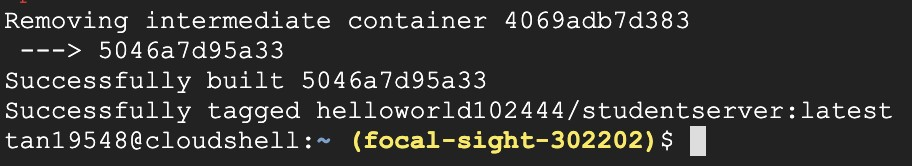 Removing intermediate container 4069adb7d383
---> 5046a7d95a33
Successfully built 5046a7d95a33
Successfully tagged helloworld102444/studentserver:latest
tan19548@cloudshell:~ (focal-sight-302202)$